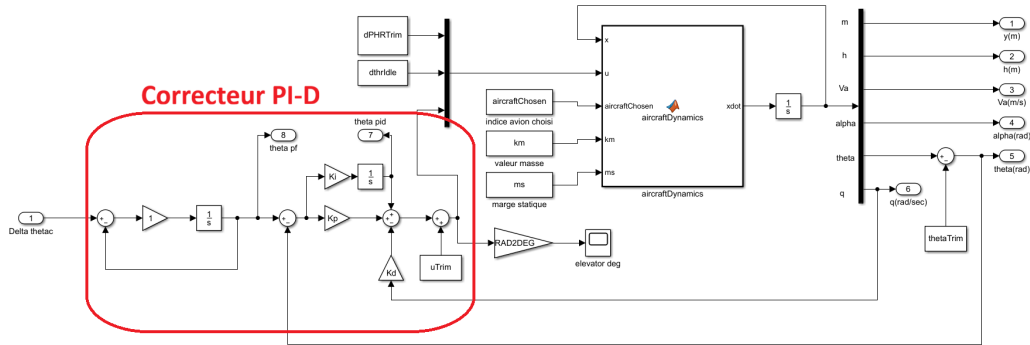 dPHRTrim
dthrIdle
Correcteur PI-D
theta pid
7
8
theta pf
Ki
1
s
1
Delta thetac
1
1
s
Kp
Kd
uTrim
RAD2DEG
elevator deg
x
u
aircraftChosen
aircraftChosen
indice avion choisi
km
km
valeur masse
ms
ms
marge statique
aircraftDynamics
xdot
aircraftDynamics
1
s
m
h
Va
alpha
theta
q
1
y(m)
2
h(m)
3
Va(m/s)
4
alpha(rad)
5
theta(rad)
6
q(rad/sec)
thetaTrim